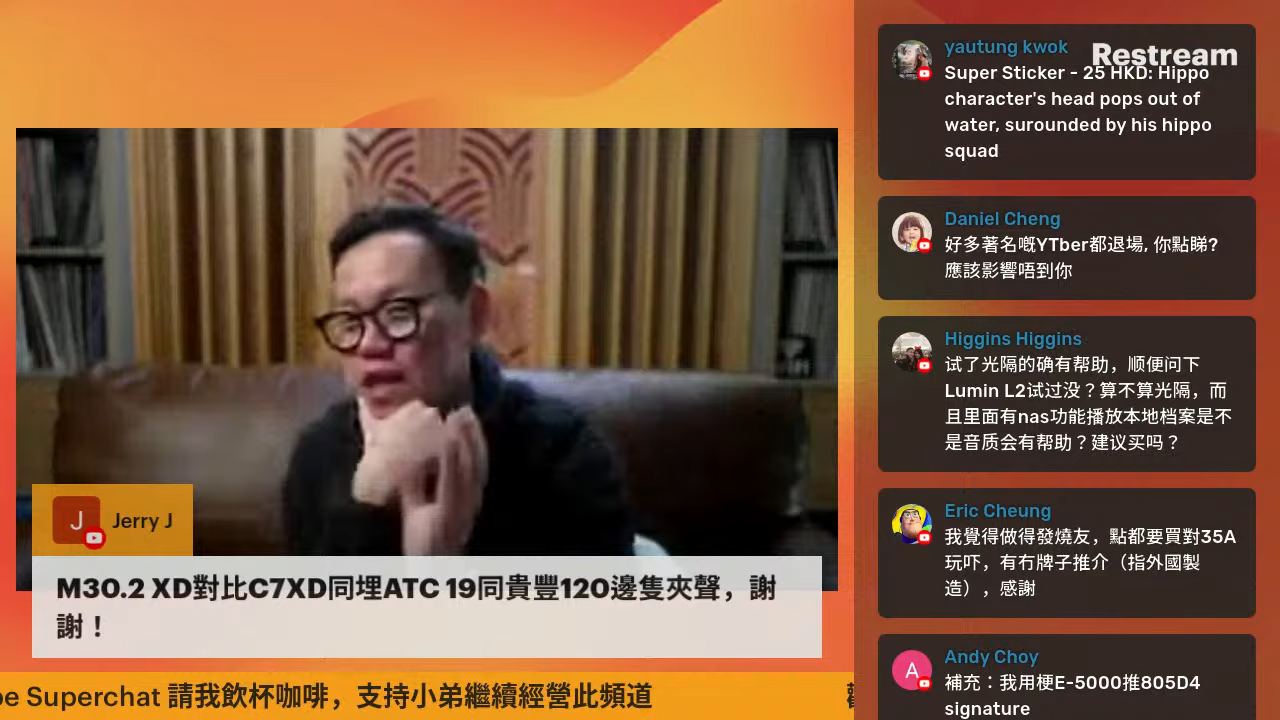 Restream
yautung kwok
Super Sticker - 25 HKD: Hippo
character's head pops out of
water, surounded by his hippo
squad
Daniel Cheng
好多著名嘅YTber都退場, 你點睇?
應該影響唔到你
Higgins Higgins
试了光隔的确有帮助，顺便问下
Lumin L2试过没？算不算光隔，而
且里面有nas功能播放本地档案是不
是音质会有帮助？建议买吗？
Eric Cheung
我覺得做得發燒友，點都要買對35A
玩吓，有冇牌子推介（指外國製
造），感謝
Andy Choy
補充：我用梗E-5000推805D4
signature
J
Jerry J
M30.2 XD對比C7XD同埋ATC 19同貴豐120邊隻夾聲，謝
謝！
be Superchat 請我飲杯咖啡，支持小弟繼續經營此頻道
A